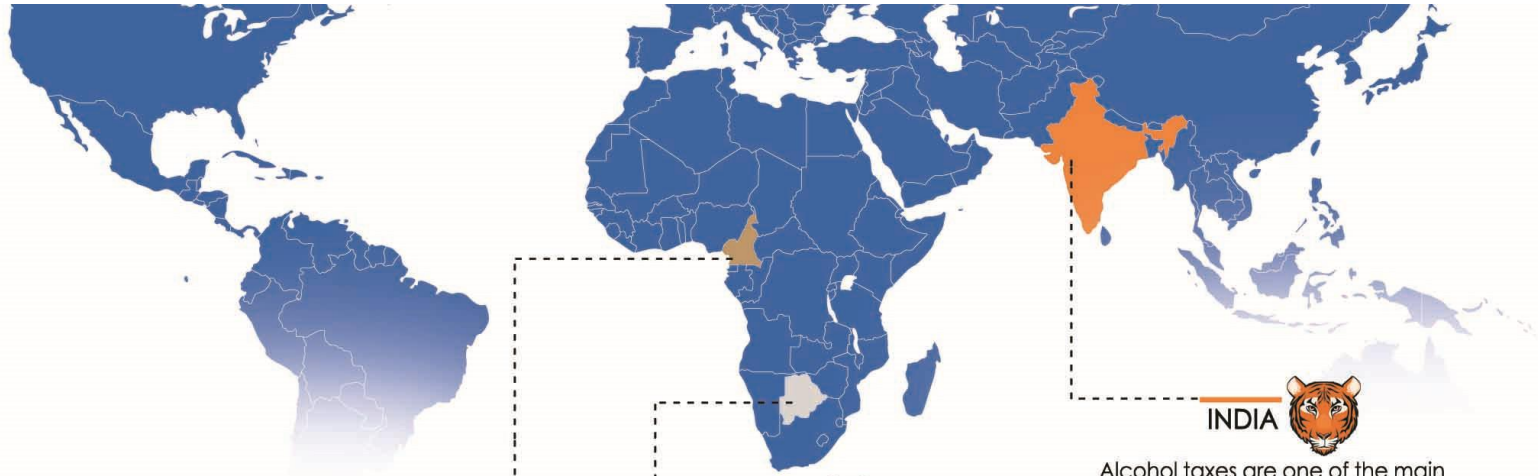 INDIA
Alcohol taxes are one of the main